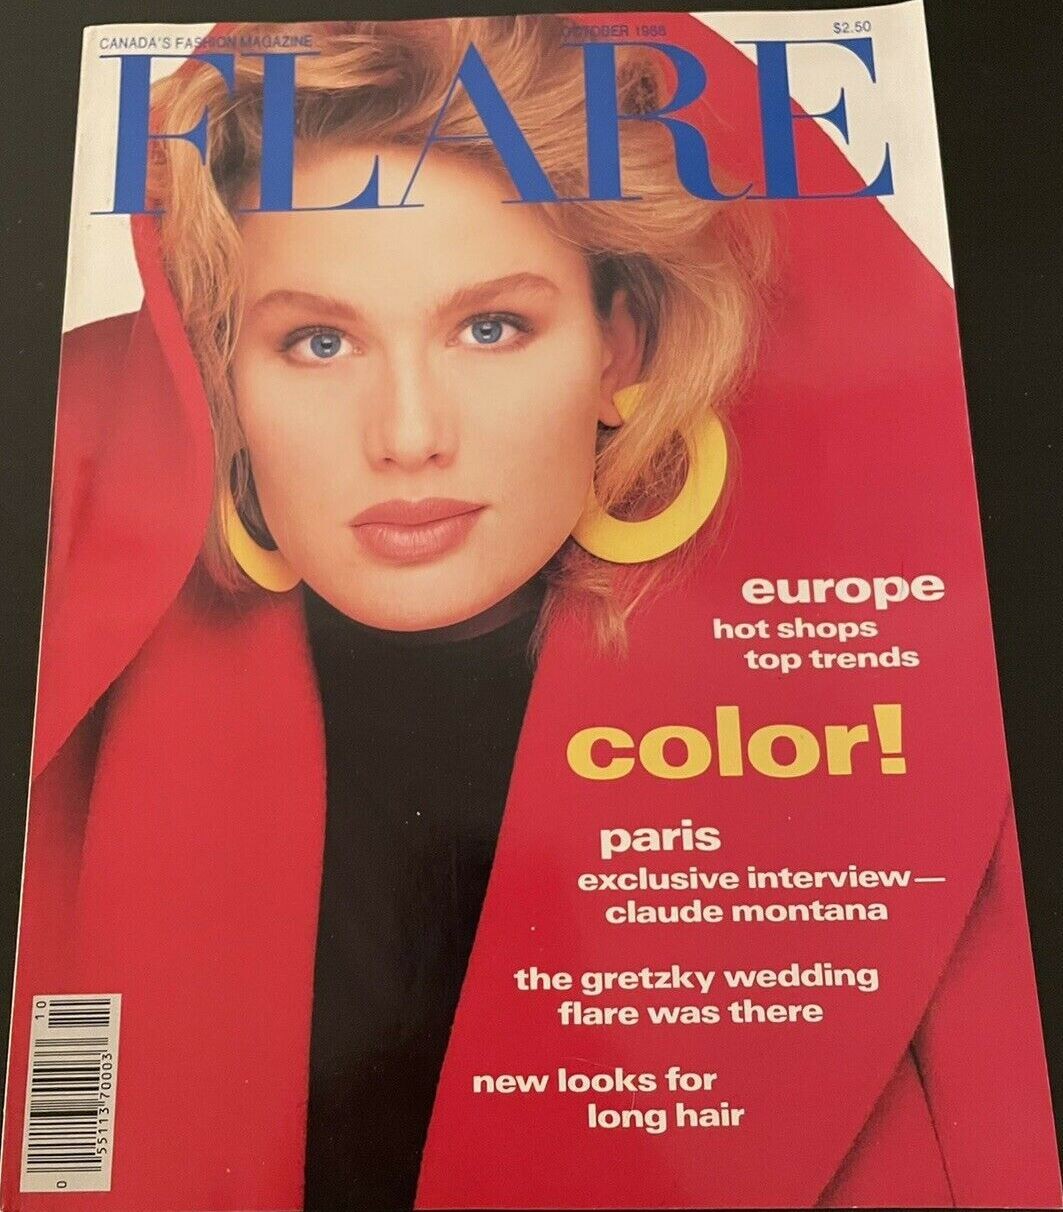 CANADA'S FASHION MAGAZINE
OCTOBER 1988
$2.50
FLARE
europe
hot shops
top trends
color!
paris
exclusive interview—
claude montana
the gretzky wedding
flare was there
new looks for
long hair
10
0
55113 70003